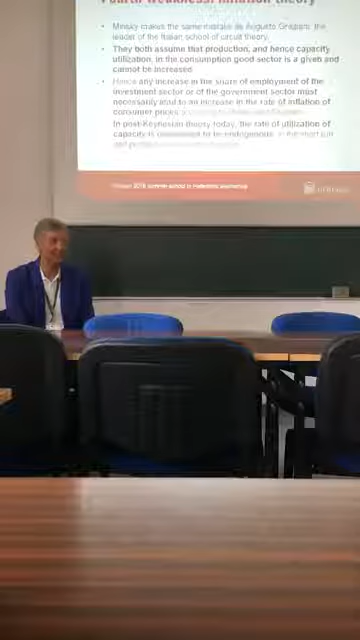 Fourth weakness: Inflation theory
Minsky makes the same mistake as Augusto Graziani, the
leader of the Italian school of circuit theory.
They both assume that production, and hence capacity
utilization, in the consumption good sector is a given and
cannot be increased.
Hence any increase in the share of employment of the
investment sector or of the government sector must
necessarily lead to an increase in the rate of inflation of
consumer prices
In post-Keynesian theory today, the rate of utilization of
capacity is considered to be endogenous, in the short run
and